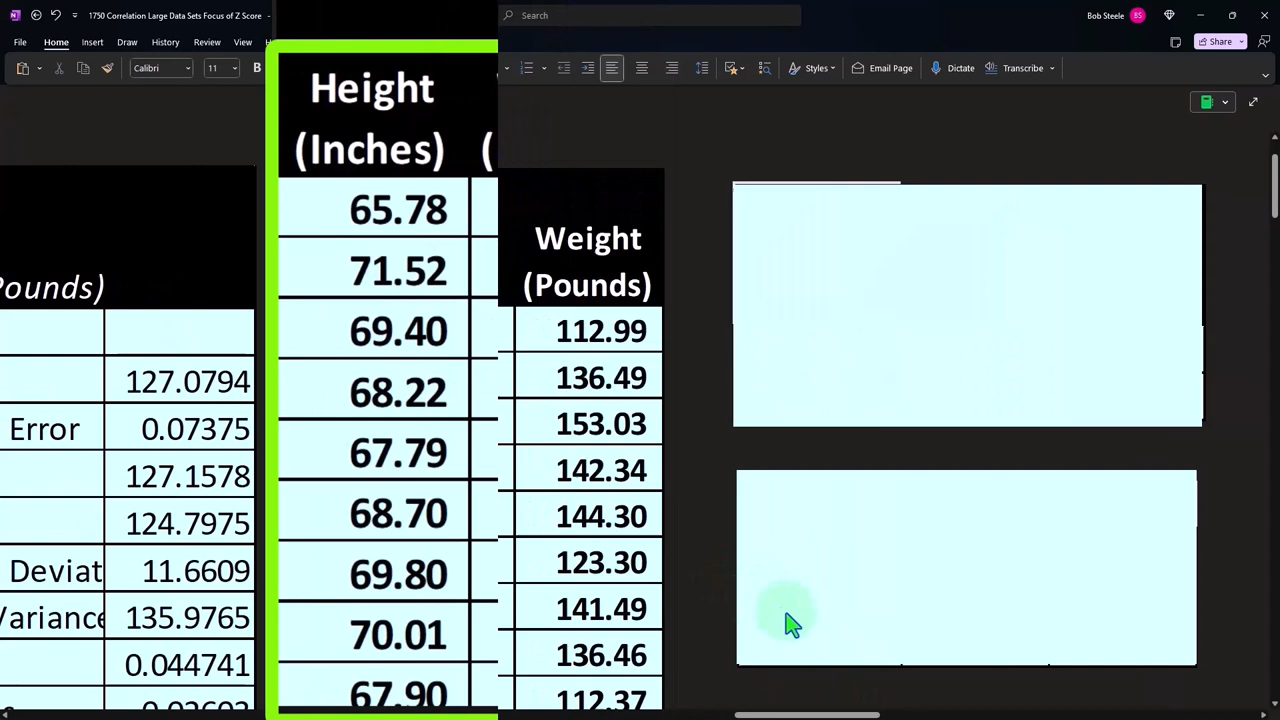 1750 Correlation Large Data Sets Focus of Z Score
Search
Bob Steele
BS
File Home Insert Draw History Review View
Share
Calibri 11 B
Styles Email Page Dictate Transcribe
Pounds)
127.0794
Error 0.07375
127.1578
124.7975
Deviat 11.6609
Variance 135.9765
0.044741
Height
(Inches) (
65.78
71.52
69.40
68.22
67.79
68.70
69.80
70.01
67.90
Weight
(Pounds)
112.99
136.49
153.03
142.34
144.30
123.30
141.49
136.46
112.37